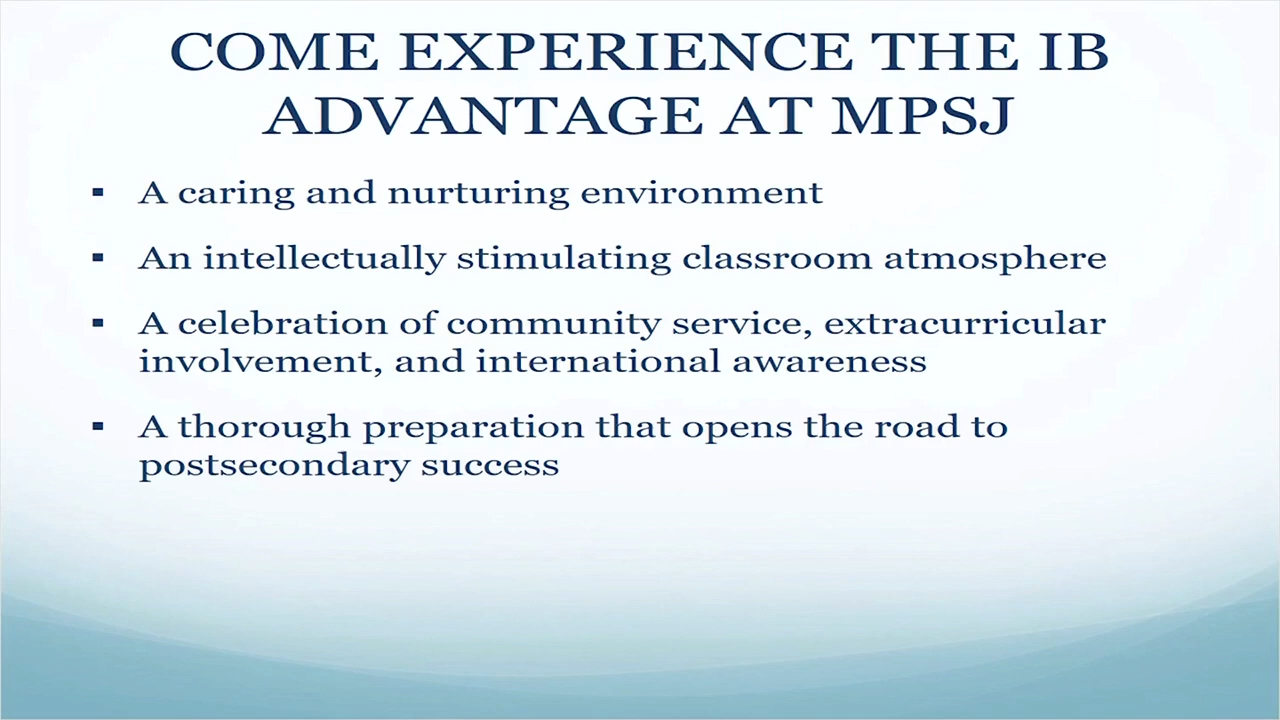 COME EXPERIENCE THE IB
ADVANTAGE AT MPSJ
▪ A caring and nurturing environment
▪ An intellectually stimulating classroom atmosphere
▪ A celebration of community service, extracurricular
involvement, and international awareness
▪ A thorough preparation that opens the road to
postsecondary success